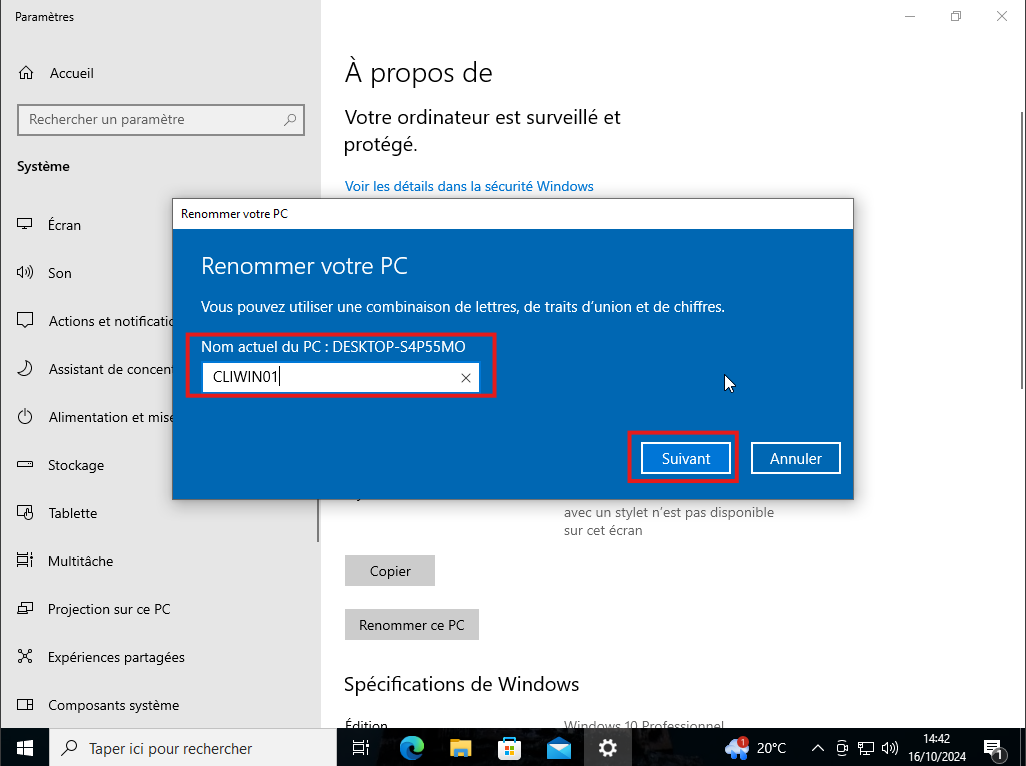 Paramètres
Accueil
Rechercher un paramètre
Système
Écran
Son
Actions et notificatio
Assistant de concent
Alimentation et mise
Stockage
Tablette
Multitâche
Projection sur ce PC
Expériences partagées
Composants système
À propos de
Votre ordinateur est surveillé et
protégé.
Voir les détails dans la sécurité Windows
Renommer votre PC
Renommer votre PC
Vous pouvez utiliser une combinaison de lettres, de traits d’union et de chiffres.
Nom actuel du PC : DESKTOP-S4P55MO
CLIWIN01
Suivant
Annuler
avec un stylet n’est pas disponible
sur cet écran
Copier
Renommer ce PC
Spécifications de Windows
Édition
Windows 10 Professionnel
Taper ici pour rechercher
1
20°C
14:42
16/10/2024
1